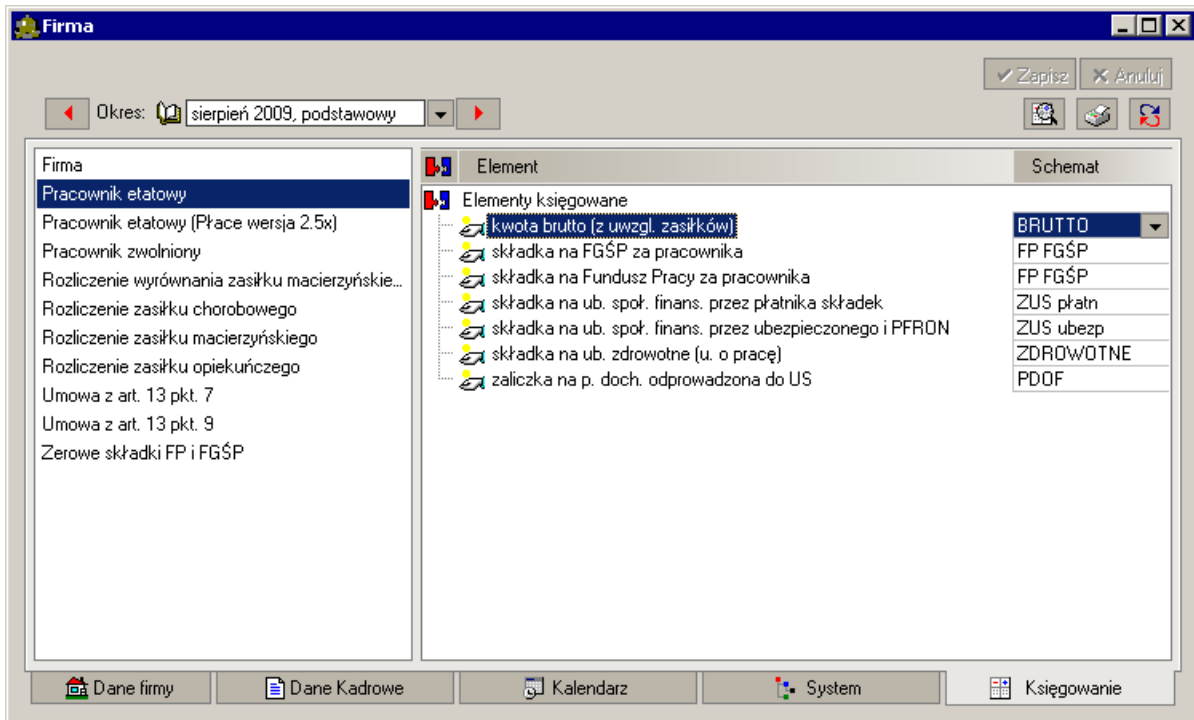 Firma
Zapisz Anuluj
Okres: sierpień 2009, podstawowy
Firma
Pracownik etatowy
Pracownik etatowy (Płace wersja 2.5x)
Pracownik zwolniony
Rozliczenie wyrównania zasiłku macierzyńskie...
Rozliczenie zasiłku chorobowego
Rozliczenie zasiłku macierzyńskiego
Rozliczenie zasiłku opiekuńczego
Umowa z art. 13 pkt. 7
Umowa z art. 13 pkt. 9
Zerowe składki FP i FGŚP
Element Schemat
Elementy księgowane
kwota brutto (z uwzgl. zasiłków) BRUTTO
składka na FGŚP za pracownika FP FGŚP
składka na Fundusz Pracy za pracownika FP FGŚP
składka na ub. społ. finans. przez płatnika składek ZUS płatn
składka na ub. społ. finans. przez ubezpieczonego i PFRON ZUS ubezp
składka na ub. zdrowotne (u. o pracę) ZDROWOTNE
zaliczka na p. doch. odprowadzona do US PDOF
Dane firmy Dane Kadrowe Kalendarz System Księgowanie